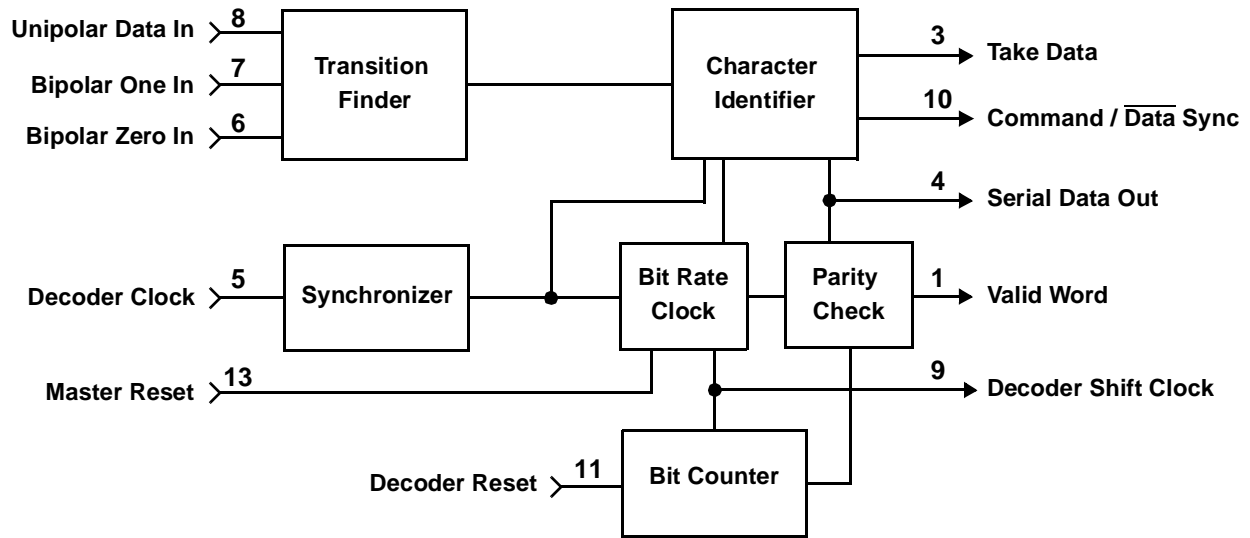 8
Unipolar Data In
7
Bipolar One In
6
Bipolar Zero In
Transition
Finder
Character
Identifier
3
Take Data
10
Command / Data Sync
4
Serial Data Out
5
Decoder Clock
Synchronizer
Bit Rate
Clock
Parity
Check
1
Valid Word
13
Master Reset
9
Decoder Shift Clock
11
Decoder Reset
Bit Counter